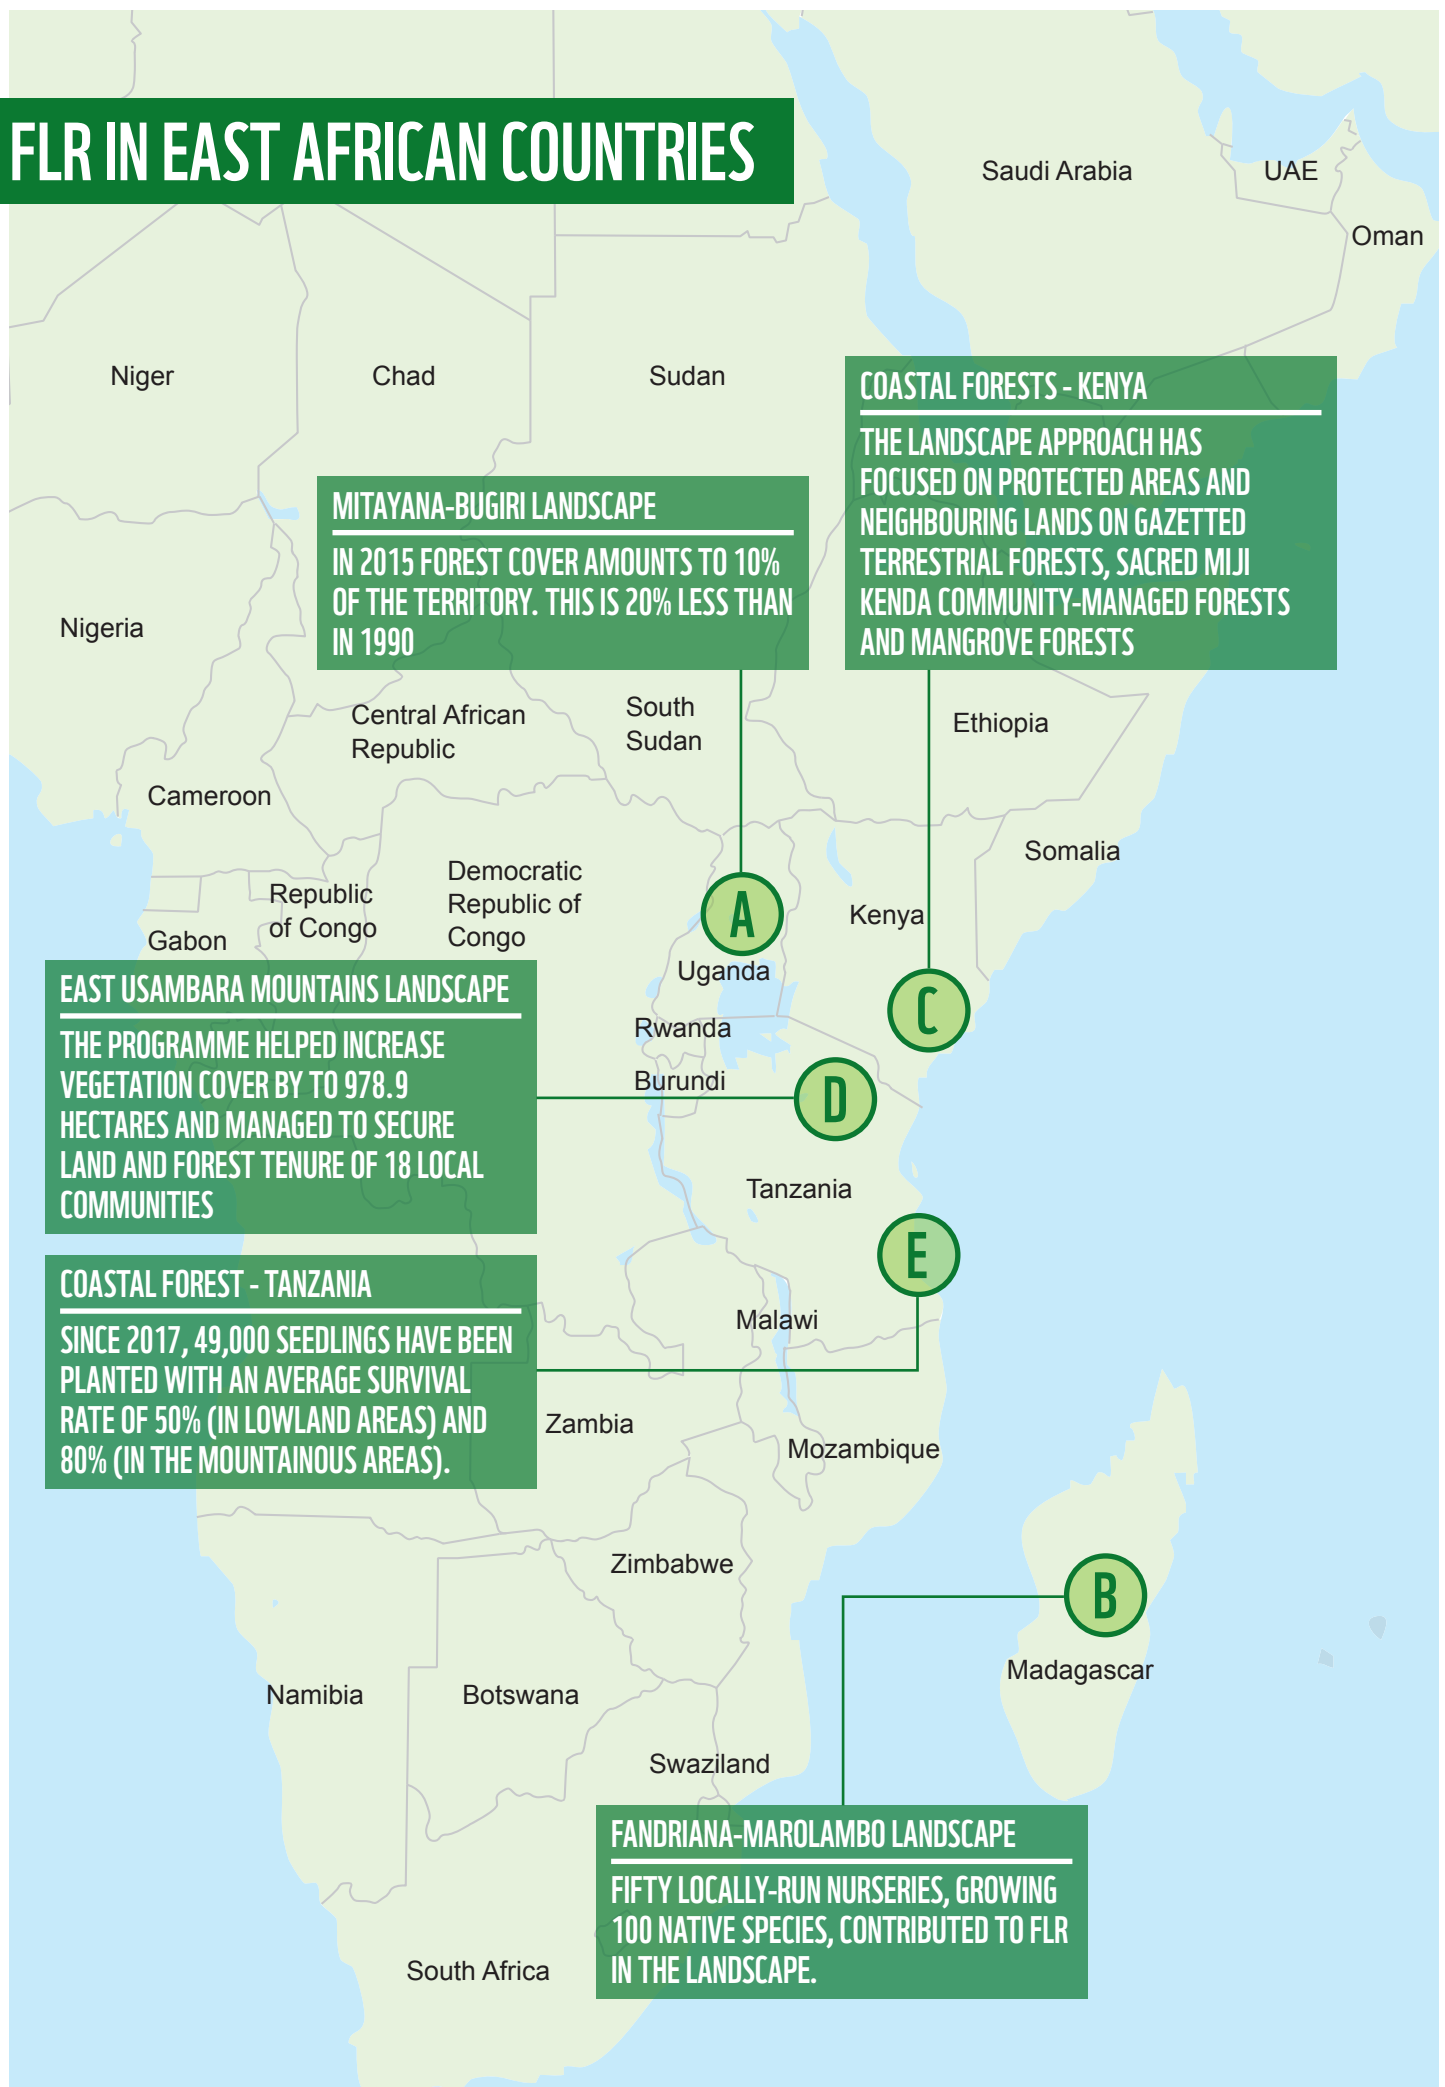 FLR IN EAST AFRICAN COUNTRIES
Saudi Arabia
UAE
Oman
Niger
Chad
Sudan
COASTAL FORESTS - KENYA
THE LANDSCAPE APPROACH HAS
FOCUSED ON PROTECTED AREAS AND
NEIGHBOURING LANDS ON GAZETTED
TERRESTRIAL FORESTS, SACRED MIJI
KENDA COMMUNITY-MANAGED FORESTS
AND MANGROVE FORESTS
MITAYANA-BUGIRI LANDSCAPE
IN 2015 FOREST COVER AMOUNTS TO 10%
OF THE TERRITORY. THIS IS 20% LESS THAN
IN 1990
Nigeria
Central African
Republic
South
Sudan
Ethiopia
Cameroon
Somalia
Democratic
Republic of
Congo
Republic
of Congo
Gabon
A
Kenya
Uganda
C
Rwanda
Burundi
D
EAST USAMBARA MOUNTAINS LANDSCAPE
THE PROGRAMME HELPED INCREASE
VEGETATION COVER BY TO 978.9
HECTARES AND MANAGED TO SECURE
LAND AND FOREST TENURE OF 18 LOCAL
COMMUNITIES
Tanzania
E
COASTAL FOREST - TANZANIA
SINCE 2017, 49,000 SEEDLINGS HAVE BEEN
PLANTED WITH AN AVERAGE SURVIVAL
RATE OF 50% (IN LOWLAND AREAS) AND
80% (IN THE MOUNTAINOUS AREAS).
Malawi
Zambia
Mozambique
Zimbabwe
B
Madagascar
Namibia
Botswana
Swaziland
FANDRIANA-MAROLAMBO LANDSCAPE
FIFTY LOCALLY-RUN NURSERIES, GROWING
100 NATIVE SPECIES, CONTRIBUTED TO FLR
IN THE LANDSCAPE.
South Africa